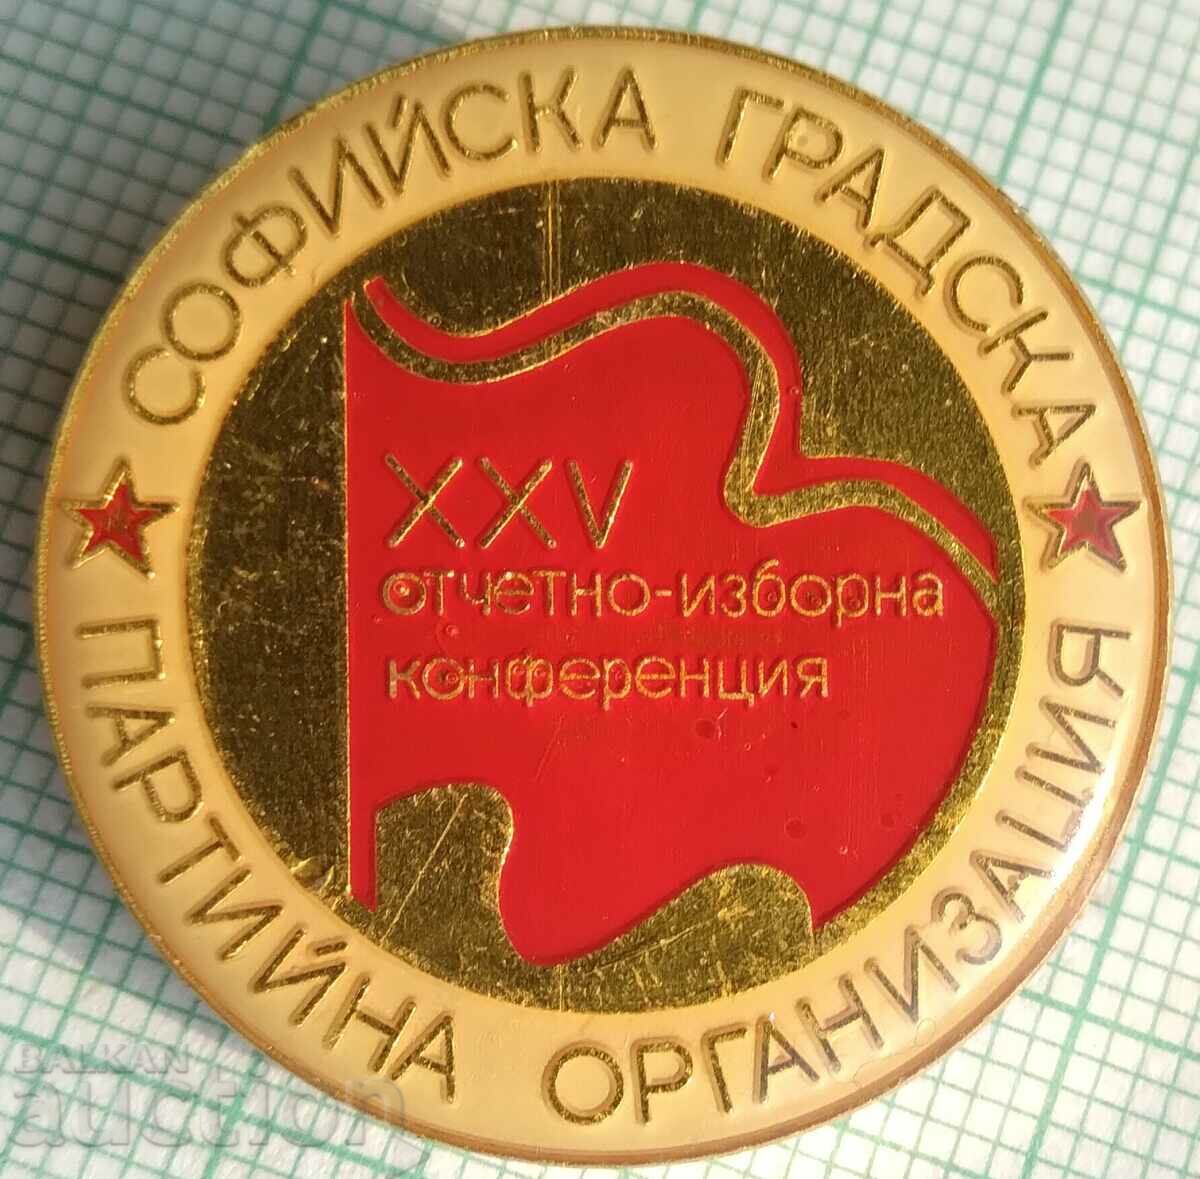 СОФИЙСКА ГРАДСКА
ПАРТИЙНА ОРГАНИЗАЦИЯ
XXV
отчетно-изборна
конференция
BALKAN
auction